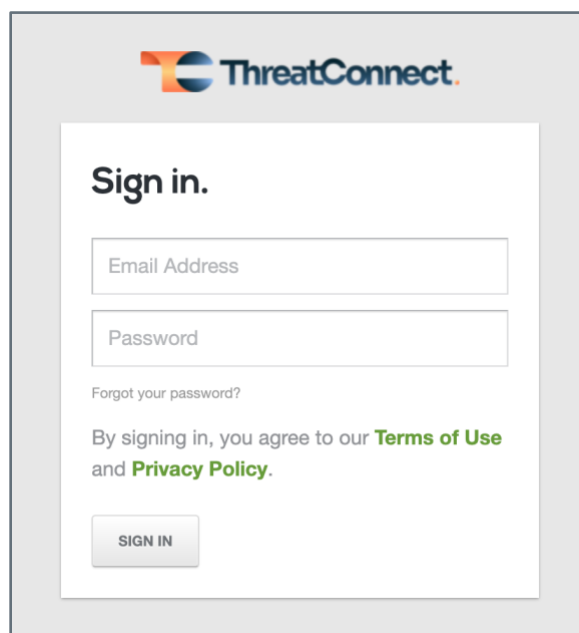 ThreatConnect.
Sign in.
Email Address
Password
Forgot your password?
By signing in, you agree to our Terms of Use
and Privacy Policy.
SIGN IN